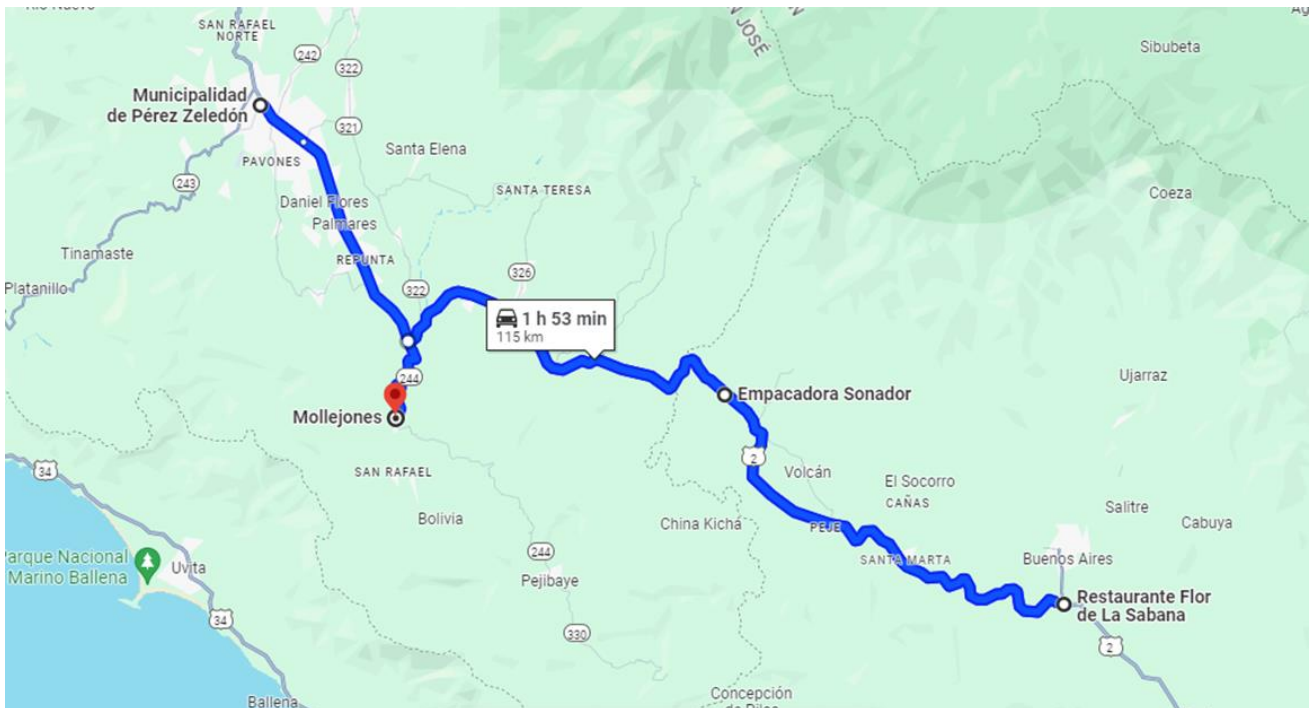 SAN RAFAEL
NORTE
SAN JOSÉ
Sibubeta
242
322
Municipalidad
de Pérez Zeledón
321
Santa Elena
PAVONES
243
SANTA TERESA
Coeza
Daniel Flores
Palmares
Tinamaste
REPUNTA
326
322
Platanillo
1 h 53 min
115 km
244
Ujarraz
Empacadora Sonador
Mollejones
2
34
SAN RAFAEL
Volcán
El Socorro
CAÑAS
Salitre
Bolivia
China Kichá
PEJE
Cabuya
Parque Nacional
Marino Ballena
Uvita
244
SANTA MARTA
Buenos Aires
Pejibaye
Restaurante Flor
de La Sabana
34
330
2
Ballena
Concepción